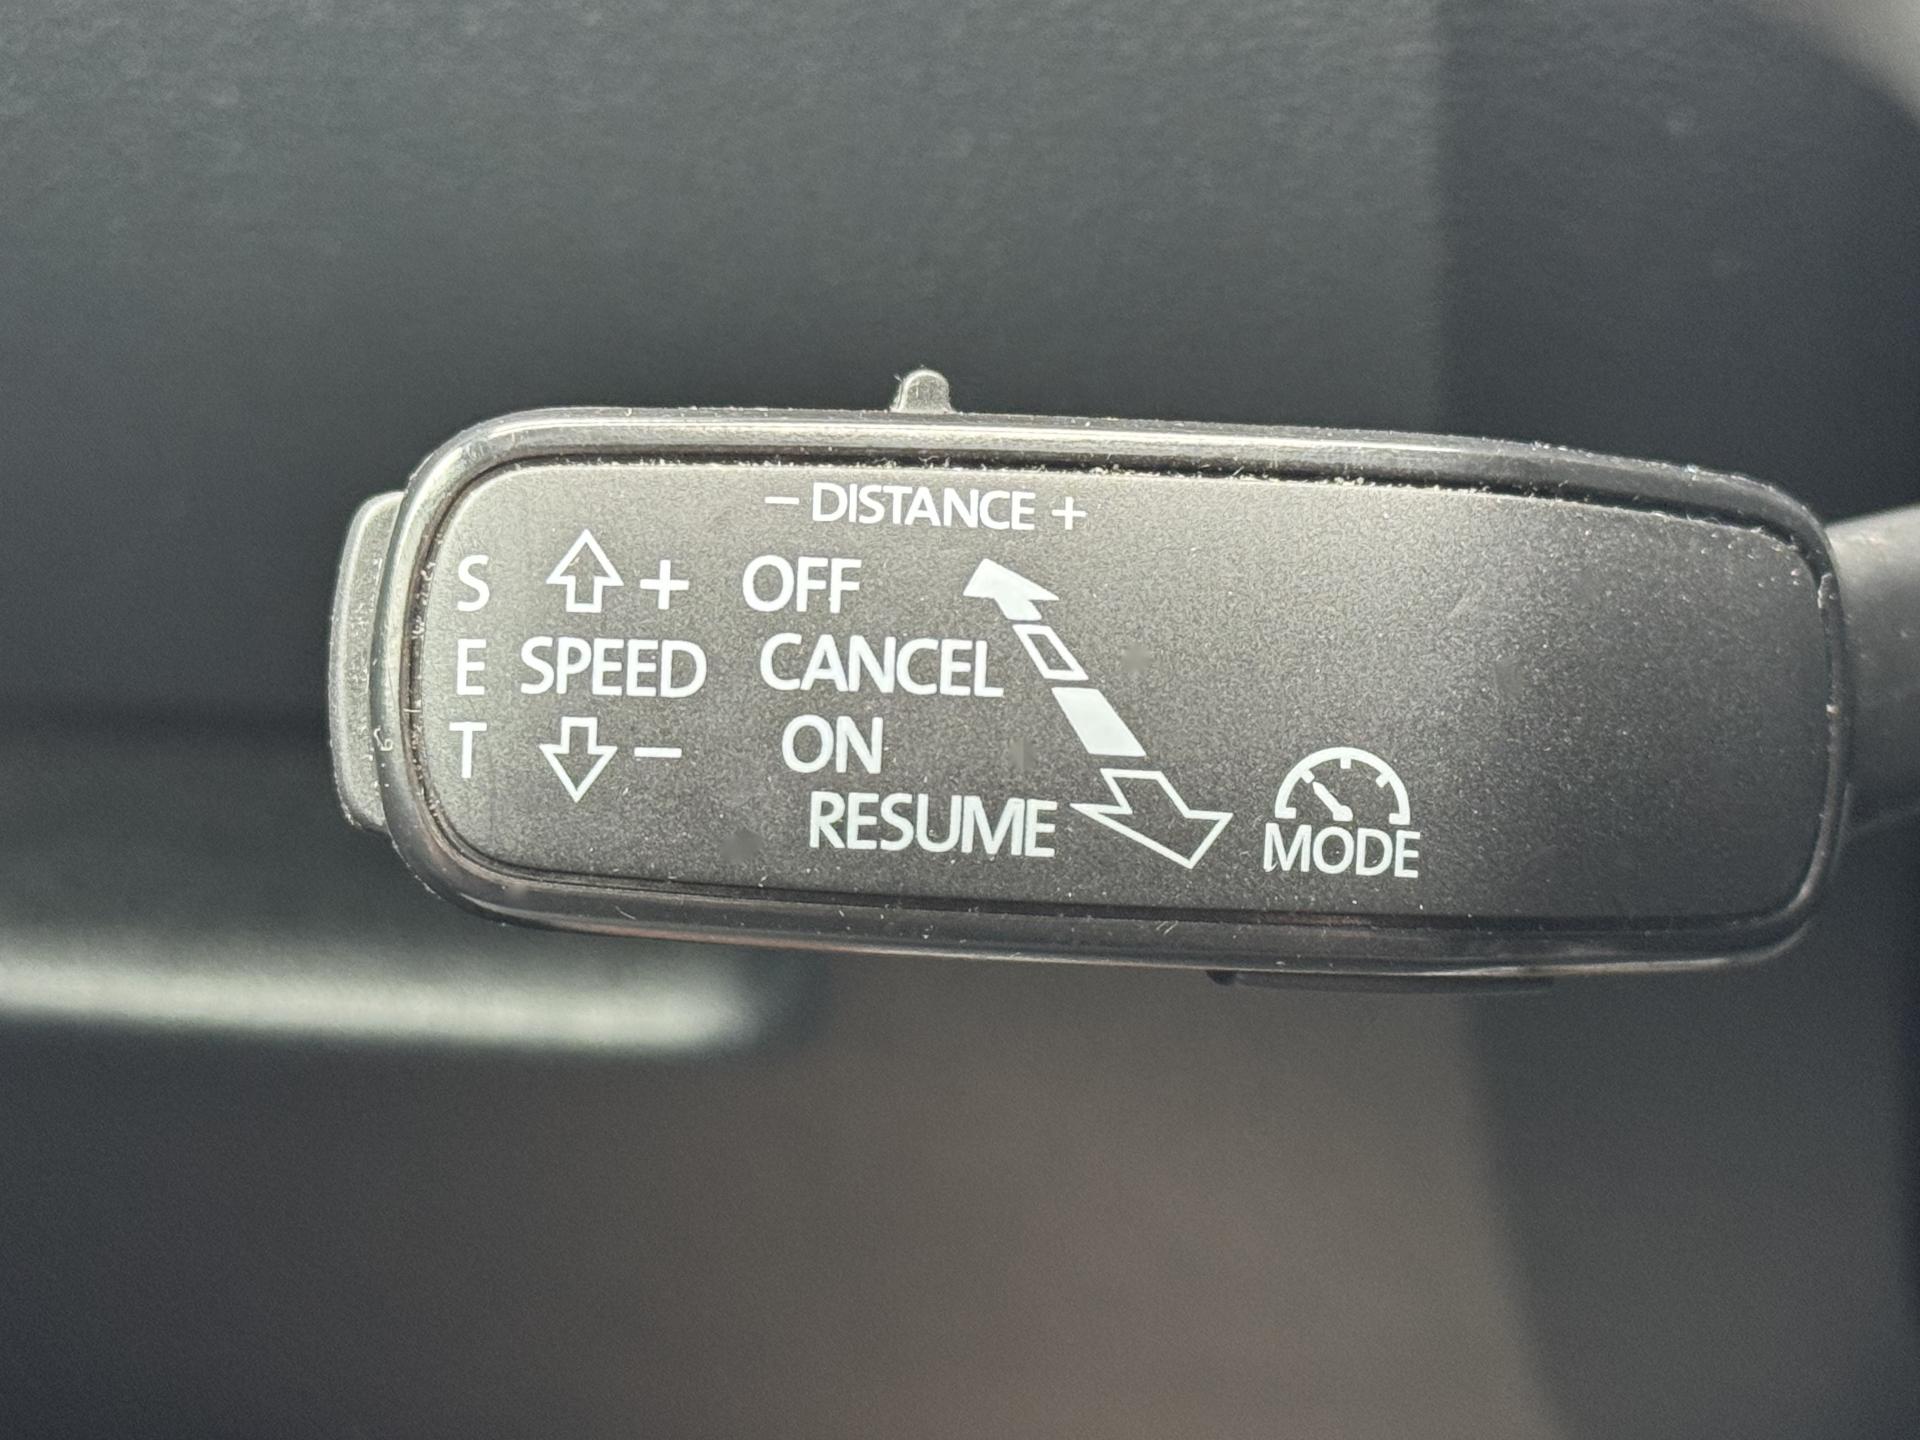 − DISTANCE +
S + OFF
E SPEED CANCEL
T − ON
RESUME
MODE